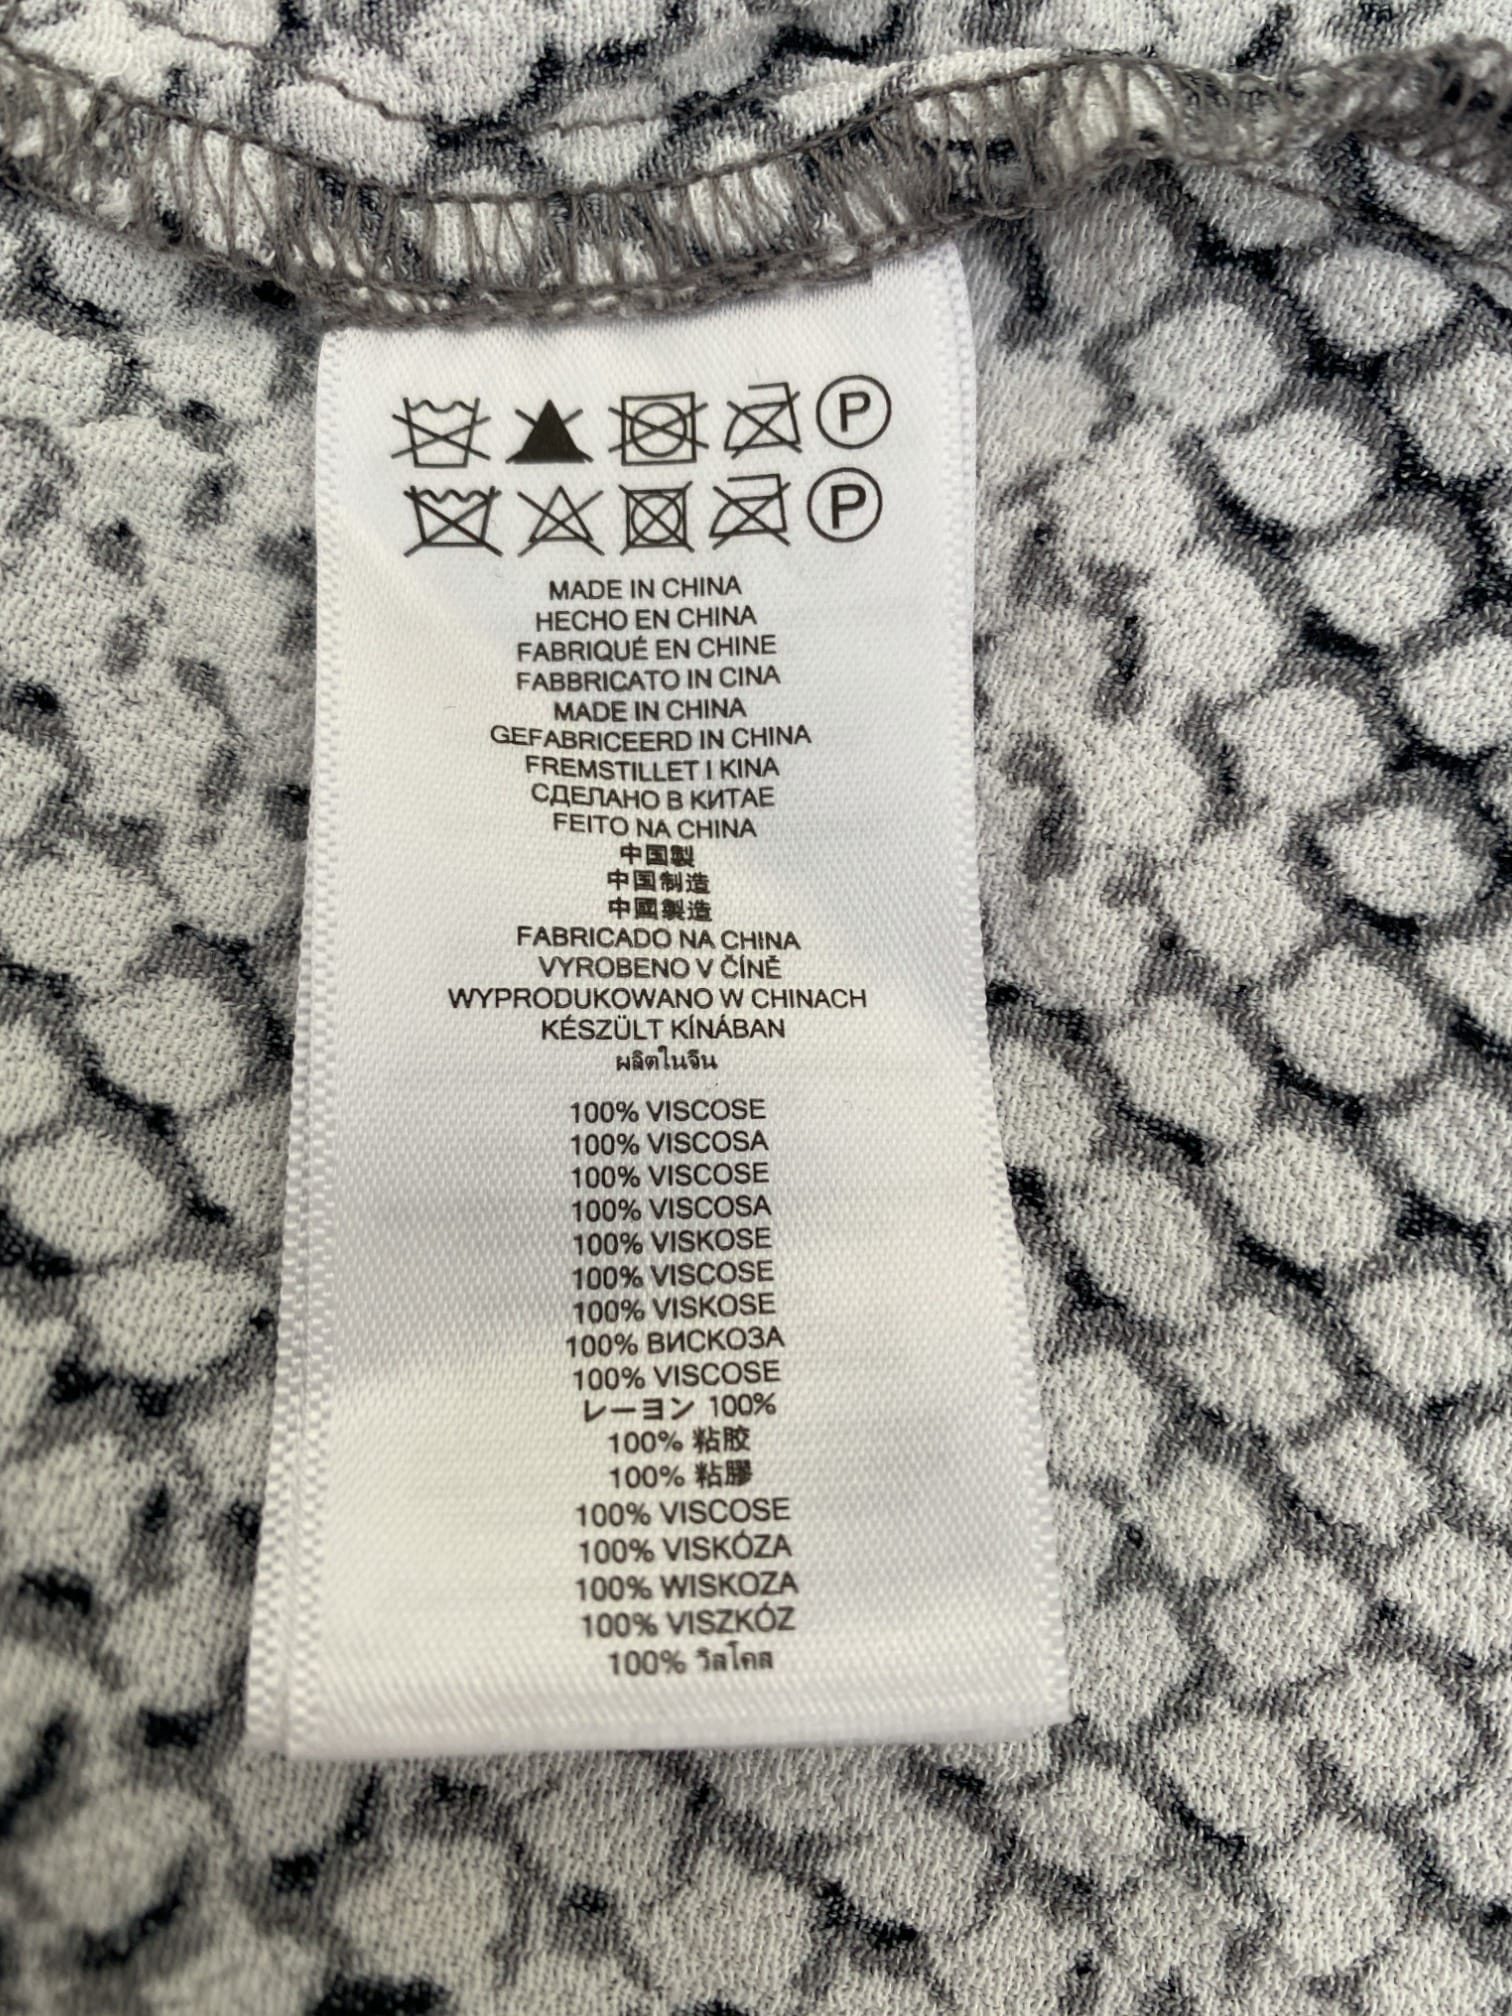 P
P
MADE IN CHINA
HECHO EN CHINA
FABRIQUÉ EN CHINE
FABBRICATO IN CINA
MADE IN CHINA
GEFABRICEERD IN CHINA
FREMSTILLET I KINA
СДЕЛАНО В КИТАЕ
FEITO NA CHINA
中国製
中国制造
中國製造
FABRICADO NA CHINA
VYROBENO V ČÍNĚ
WYPRODUKOWANO W CHINACH
KÉSZÜLT KÍNÁBAN
ผลิตในจีน
100% VISCOSE
100% VISCOSA
100% VISCOSE
100% VISCOSA
100% VISKOSE
100% VISCOSE
100% VISKOSE
100% ВИСКОЗА
100% VISCOSE
レーヨン 100%
100% 粘胶
100% 粘膠
100% VISCOSE
100% VISKÓZA
100% WISKOZA
100% VISZKÓZ
100% วิสโคส